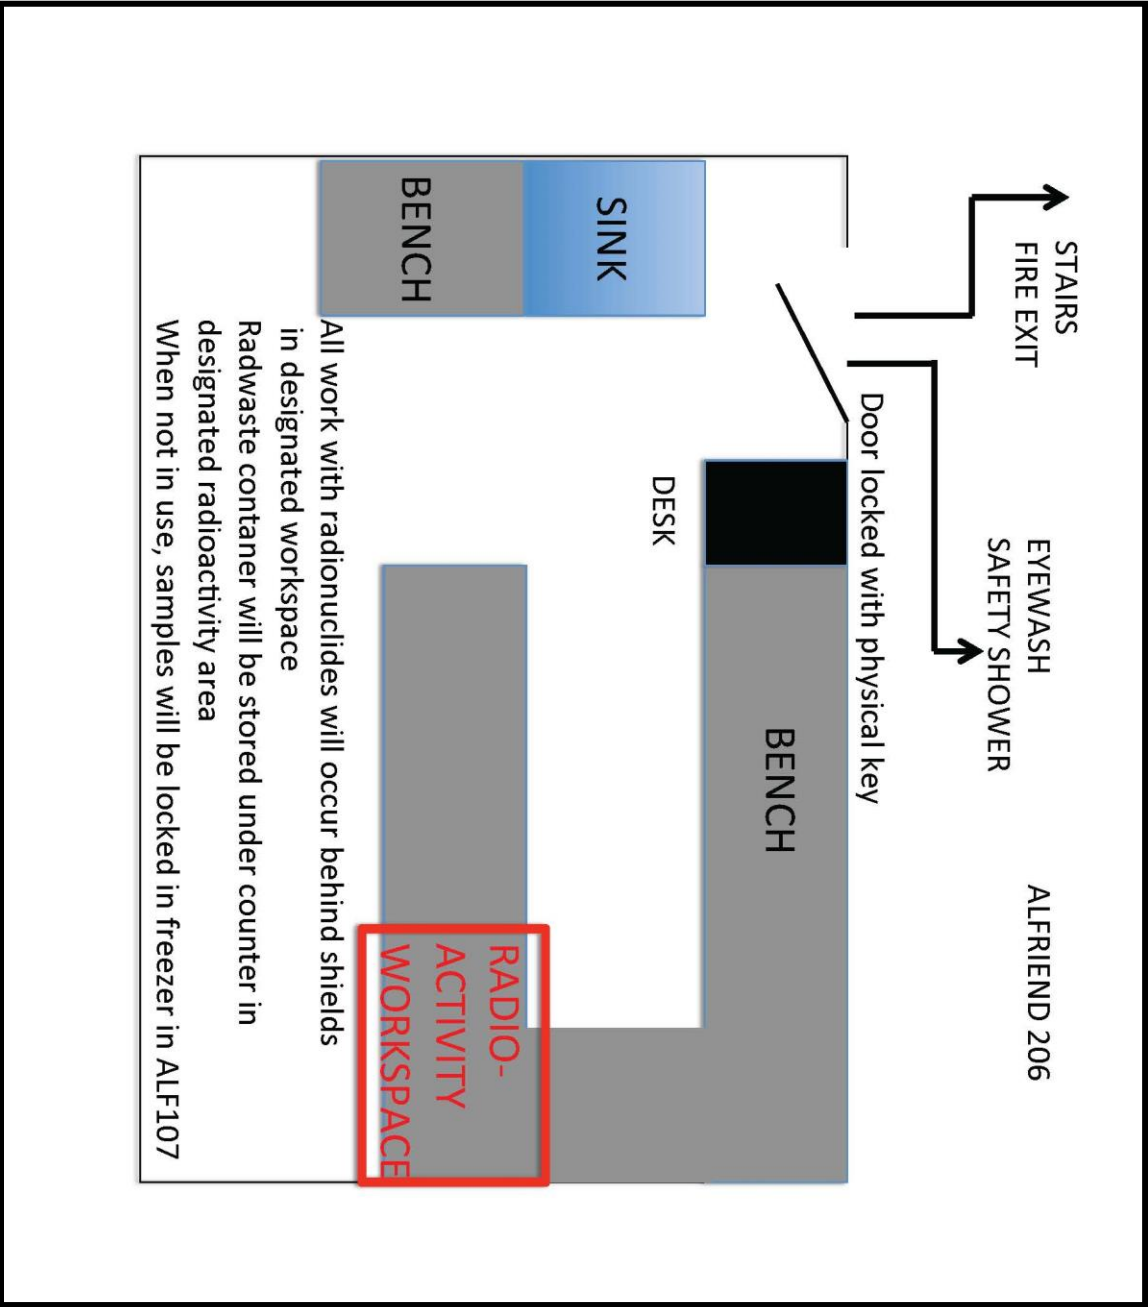 STAIRS
FIRE EXIT
EYEWASH
SAFETY SHOWER
ALFRIEND 206
Door locked with physical key
BENCH
DESK
SINK
BENCH
RADIO-
ACTIVITY
WORKSPACE
All work with radionuclides will occur behind shields
in designated workspace
Radwaste contaner will be stored under counter in
designated radioactivity area
When not in use, samples will be locked in freezer in ALF107